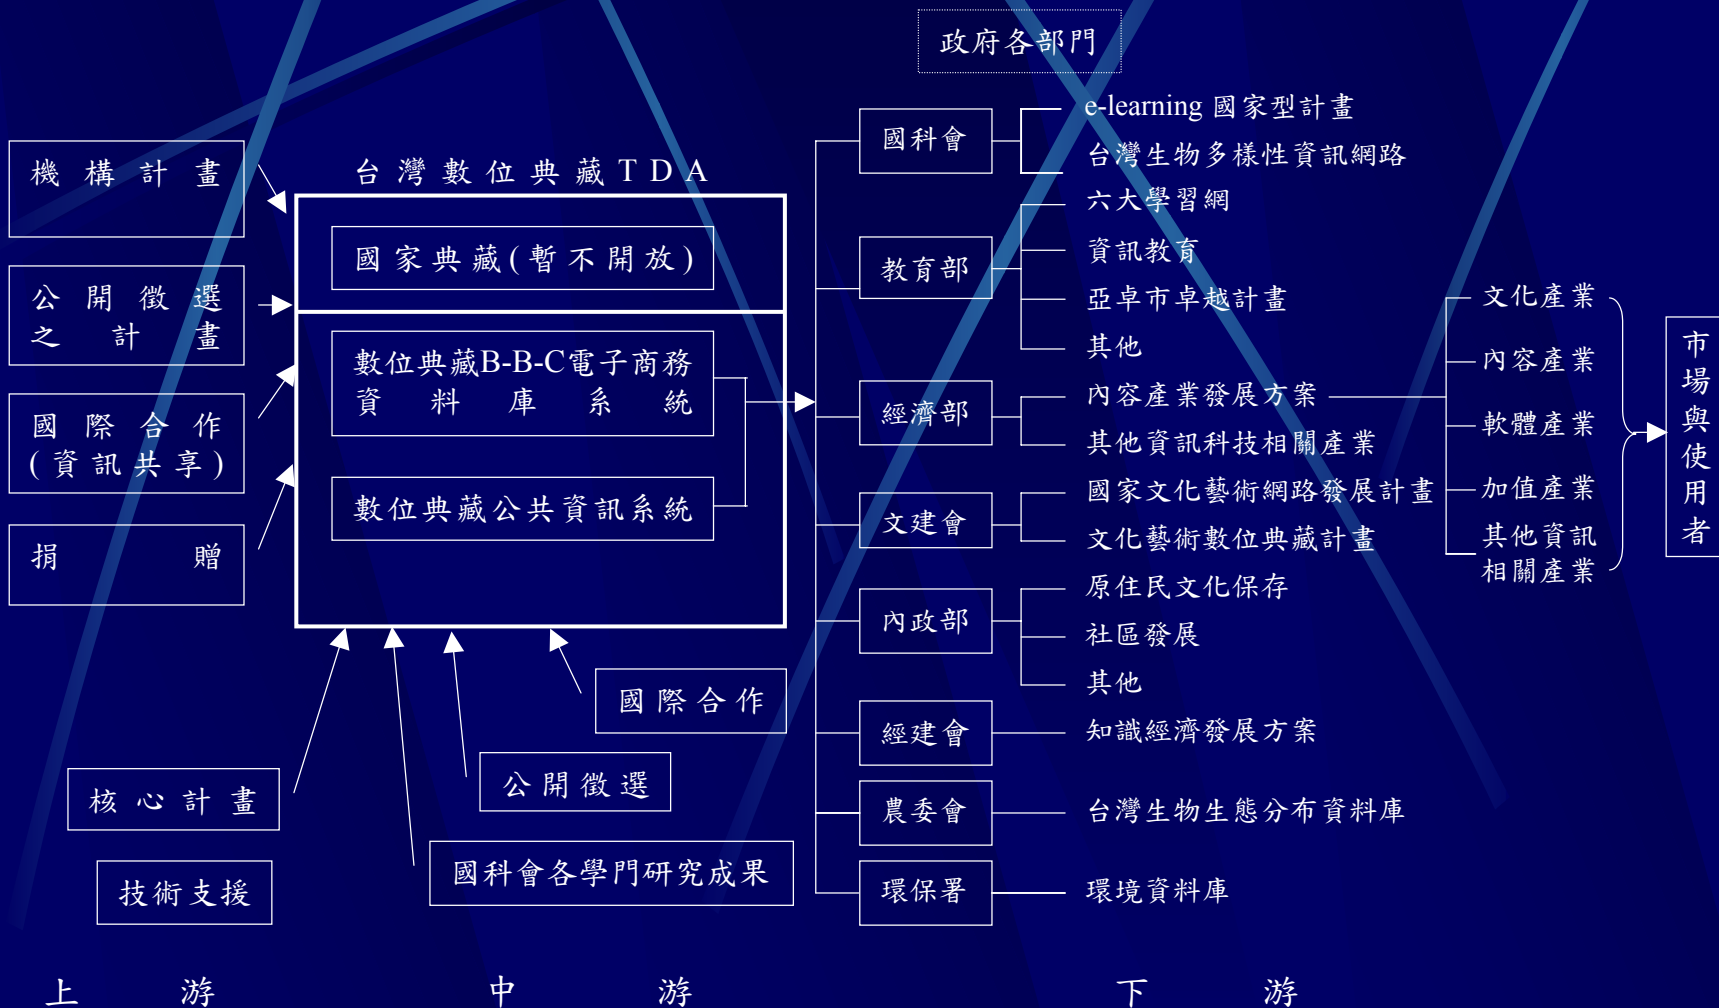 政府各部門
機構計畫
公開徵選
之計畫
國際合作
(資訊共享)
捐贈
台灣數位典藏TDA
國家典藏(暫不開放)
數位典藏B-B-C電子商務
資料庫系統
數位典藏公共資訊系統
國際合作
公開徵選
核心計畫
國科會各學門研究成果
技術支援
國科會
e-learning 國家型計畫
台灣生物多樣性資訊網路
教育部
六大學習網
資訊教育
亞卓市卓越計畫
其他
經濟部
內容產業發展方案
其他資訊科技相關產業
文建會
國家文化藝術網路發展計畫
文化藝術數位典藏計畫
內政部
原住民文化保存
社區發展
其他
經建會
知識經濟發展方案
農委會
台灣生物生態分布資料庫
環保署
環境資料庫
文化產業
內容產業
軟體產業
加值產業
其他資訊
相關產業
市場與使用者
上游
中游
下游